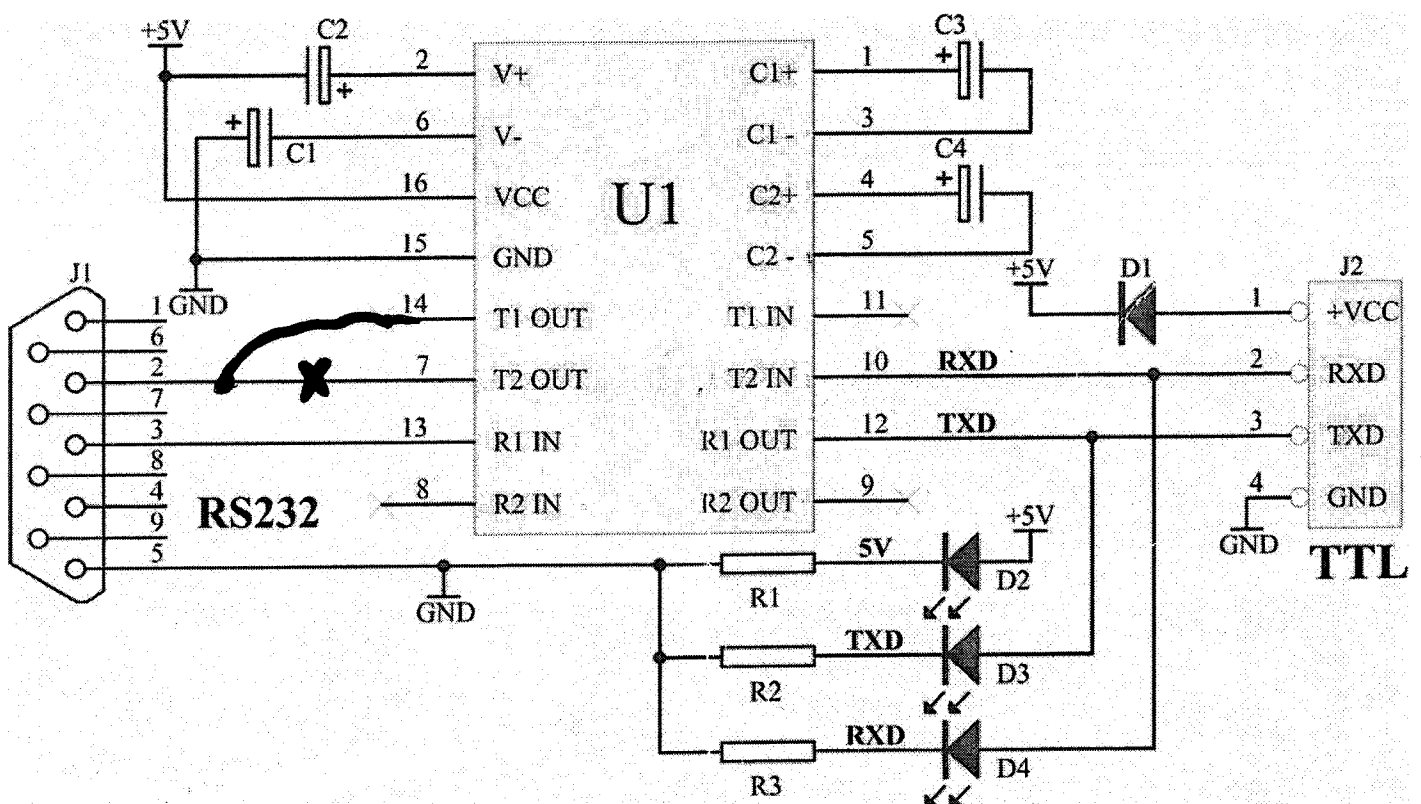 +5V
C2
2
V+
C1+
1
C3
+
+
+
C1
6
V-
C1 -
3
C4
16
VCC
U1
C2+
4
+
15
GND
C2 -
5
GND
J1
14
T1 OUT
T1 IN
11
+5V
D1
J2
1
+VCC
1
6
2
7
T2 OUT
T2 IN
10
RXD
2
RXD
7
3
13
R1 IN
R1 OUT
12
TXD
3
TXD
8
4
RS232
8
R2 IN
R2 OUT
9
4
GND
GND
TTL
9
5
GND
R1
5V
+5V
D2
R2
TXD
D3
R3
RXD
D4